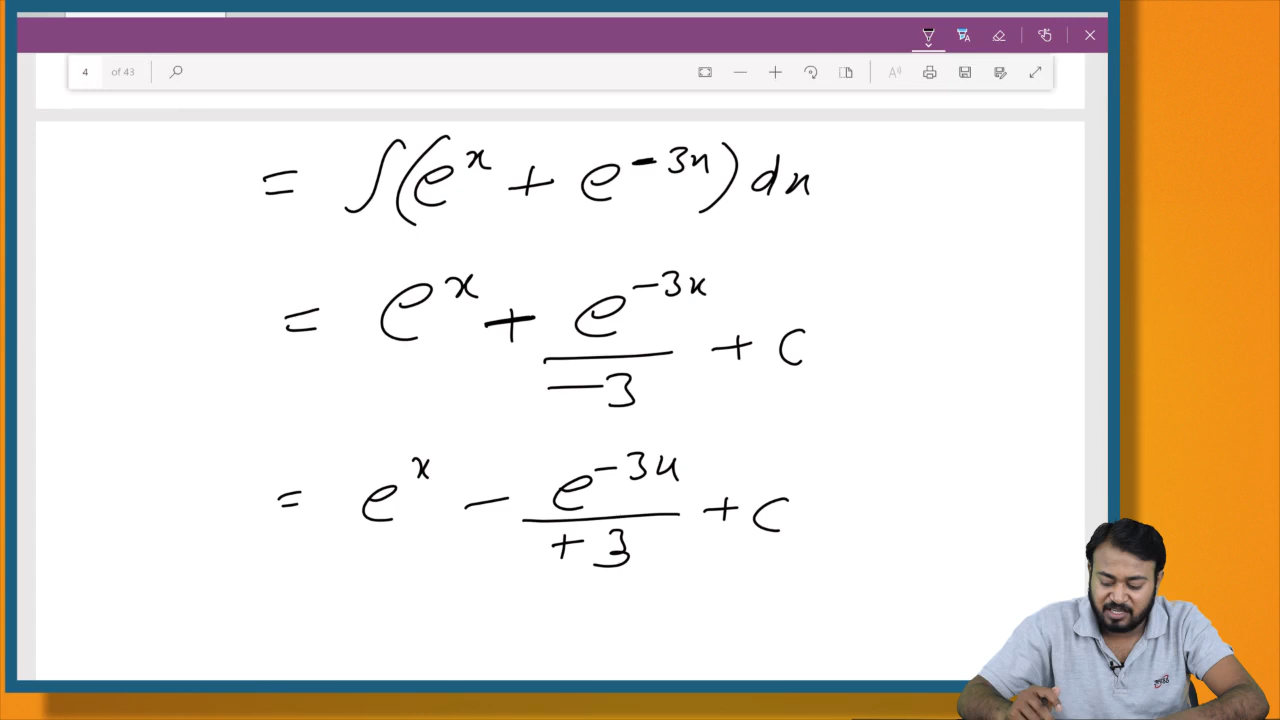 4 of 43
= ∫(e^x + e^{-3x}) dx
= e^x + e^{-3x}/-3 + c
= e^x - e^{-3x}/+3 + c